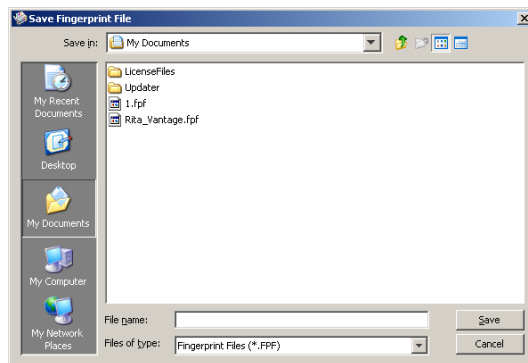 Save Fingerprint File
Save in:
My Documents
My Recent
Documents
Desktop
My Documents
My Computer
My Network
Places
LicenseFiles
Updater
1.fpf
Rita_Vantage.fpf
File name:
Save
Files of type:
Fingerprint Files (*.FPF)
Cancel